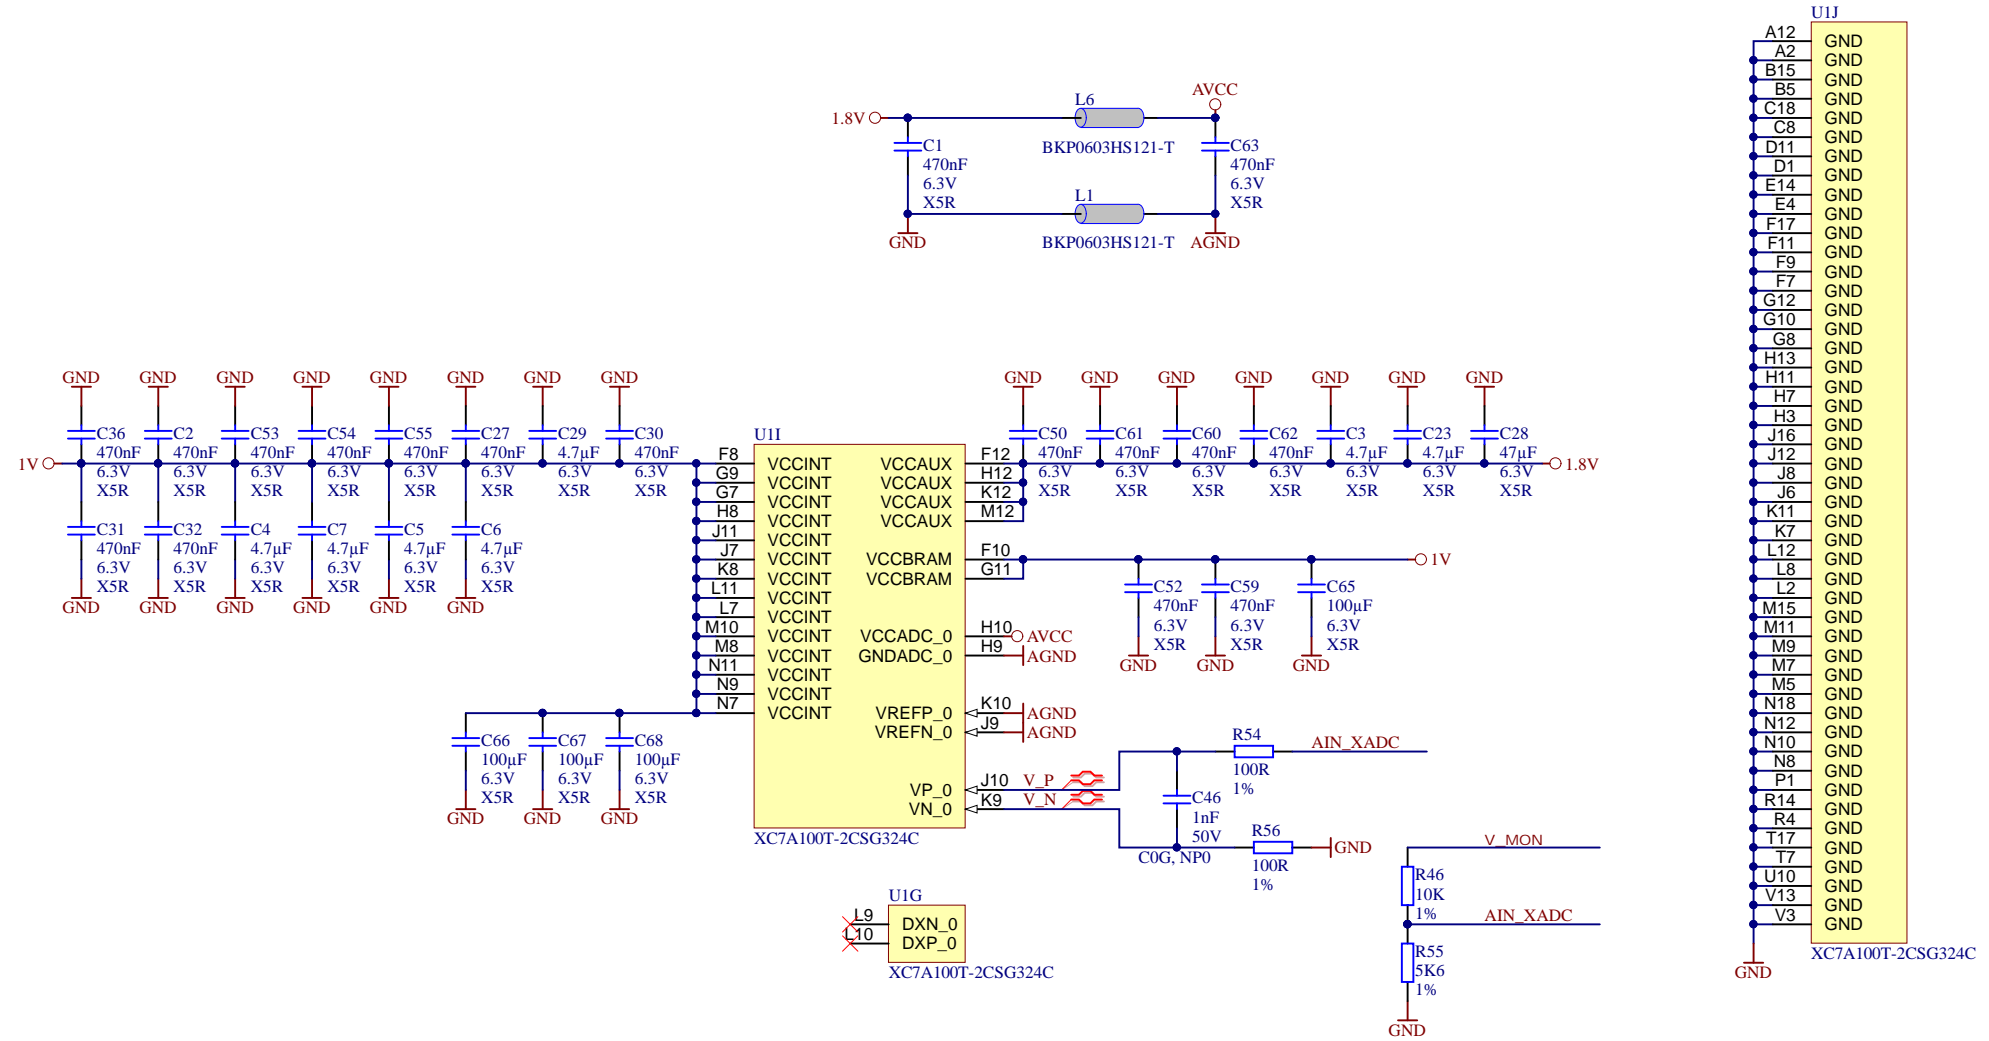 L6
AVCC
1.8V
C1
470nF
6.3V
X5R
BKP0603HS121-T
C63
470nF
6.3V
X5R
L1
GND
BKP0603HS121-T
AGND
GND
GND
GND
GND
GND
GND
GND
GND
C36
470nF
6.3V
X5R
C2
470nF
6.3V
X5R
C53
470nF
6.3V
X5R
C54
470nF
6.3V
X5R
C55
470nF
6.3V
X5R
C27
470nF
6.3V
X5R
C29
4.7µF
6.3V
X5R
C30
470nF
6.3V
X5R
1V
C31
470nF
6.3V
X5R
C32
470nF
6.3V
X5R
C4
4.7µF
6.3V
X5R
C7
4.7µF
6.3V
X5R
C5
4.7µF
6.3V
X5R
C6
4.7µF
6.3V
X5R
GND
GND
GND
GND
GND
GND
C66
100µF
6.3V
X5R
C67
100µF
6.3V
X5R
C68
100µF
6.3V
X5R
GND
GND
GND
U1I
F8 VCCINT
G9 VCCINT
G7 VCCINT
H8 VCCINT
J11 VCCINT
J7 VCCINT
K8 VCCINT
L11 VCCINT
L7 VCCINT
M10 VCCINT
M8 VCCINT
N11 VCCINT
N9 VCCINT
N7 VCCINT
VCCAUX F12
VCCAUX H12
VCCAUX K12
VCCAUX M12
VCCBRAM F10
VCCBRAM G11
VCCADC_0 H10 AVCC
GNDADC_0 H9 AGND
VREFP_0 K10 AGND
VREFN_0 J9 AGND
VP_0 J10 V_P
VN_0 K9 V_N
XC7A100T-2CSG324C
GND
GND
GND
GND
GND
GND
GND
C50
470nF
6.3V
X5R
C61
470nF
6.3V
X5R
C60
470nF
6.3V
X5R
C62
470nF
6.3V
X5R
C3
4.7µF
6.3V
X5R
C23
4.7µF
6.3V
X5R
C28
47µF
6.3V
X5R
1.8V
1V
C52
470nF
6.3V
X5R
C59
470nF
6.3V
X5R
C65
100µF
6.3V
X5R
GND
GND
GND
R54
100R
1%
AIN_XADC
C46
1nF
50V
C0G, NP0
R56
100R
1%
GND
V_MON
R46
10K
1%
AIN_XADC
R55
5K6
1%
GND
U1G
L9 DXN_0
L10 DXP_0
XC7A100T-2CSG324C
U1J
A12 GND
A2 GND
B15 GND
B5 GND
C18 GND
C8 GND
D11 GND
D1 GND
E14 GND
E4 GND
F17 GND
F11 GND
F9 GND
F7 GND
G12 GND
G10 GND
G8 GND
H13 GND
H11 GND
H7 GND
H3 GND
J16 GND
J12 GND
J8 GND
J6 GND
K11 GND
K7 GND
L12 GND
L8 GND
L2 GND
M15 GND
M11 GND
M9 GND
M7 GND
M5 GND
N18 GND
N12 GND
N10 GND
N8 GND
P1 GND
R14 GND
R4 GND
T17 GND
T7 GND
U10 GND
V13 GND
V3 GND
XC7A100T-2CSG324C
GND